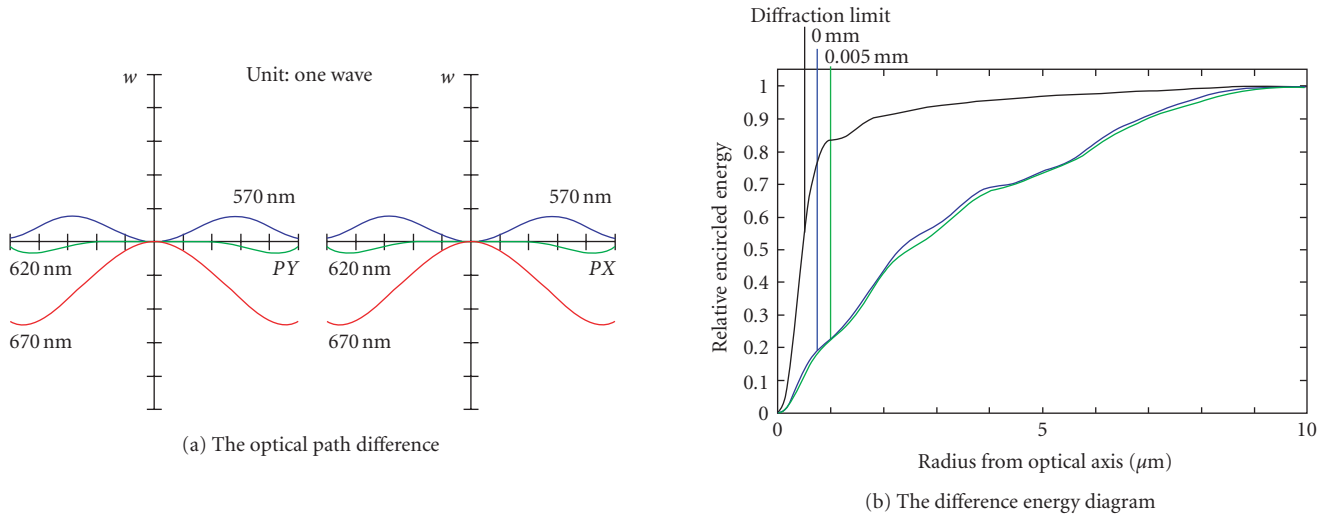 w
Unit: one wave
w
570 nm
570 nm
620 nm
PY
620 nm
PX
670 nm
670 nm
(a) The optical path difference
Diffraction limit
0 mm
0.005 mm
1
0.9
0.8
0.7
0.6
0.5
0.4
0.3
0.2
0.1
0
Relative encircled energy
0
5
10
Radius from optical axis (μm)
(b) The difference energy diagram